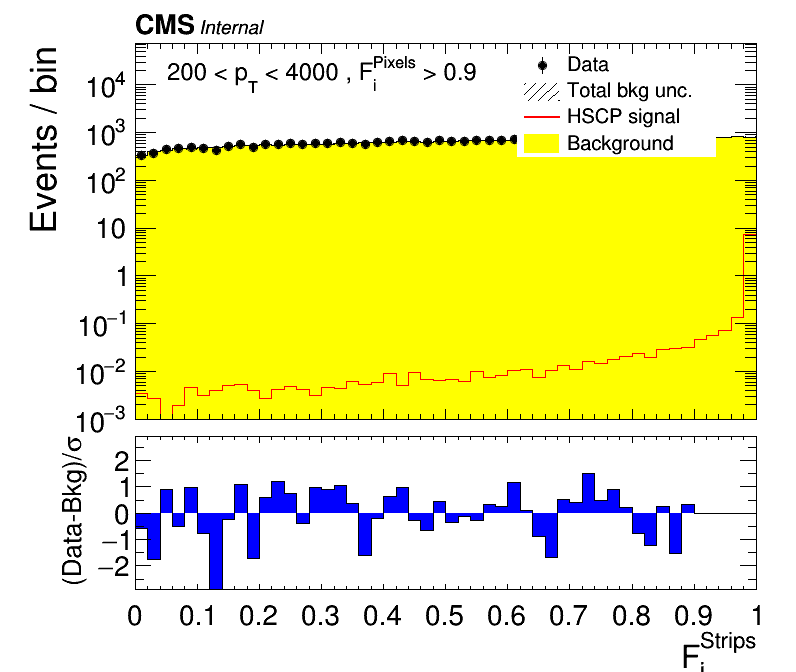 CMS Internal
200 < p_T < 4000 , F_i^Pixels > 0.9
Data
Total bkg unc.
HSCP signal
Background
Events / bin
10^4
10^3
10^2
10
1
10^−1
10^−2
10^−3
(Data-Bkg)/σ
2
1
0
−1
−2
0 0.1 0.2 0.3 0.4 0.5 0.6 0.7 0.8 0.9 1
F_i^Strips